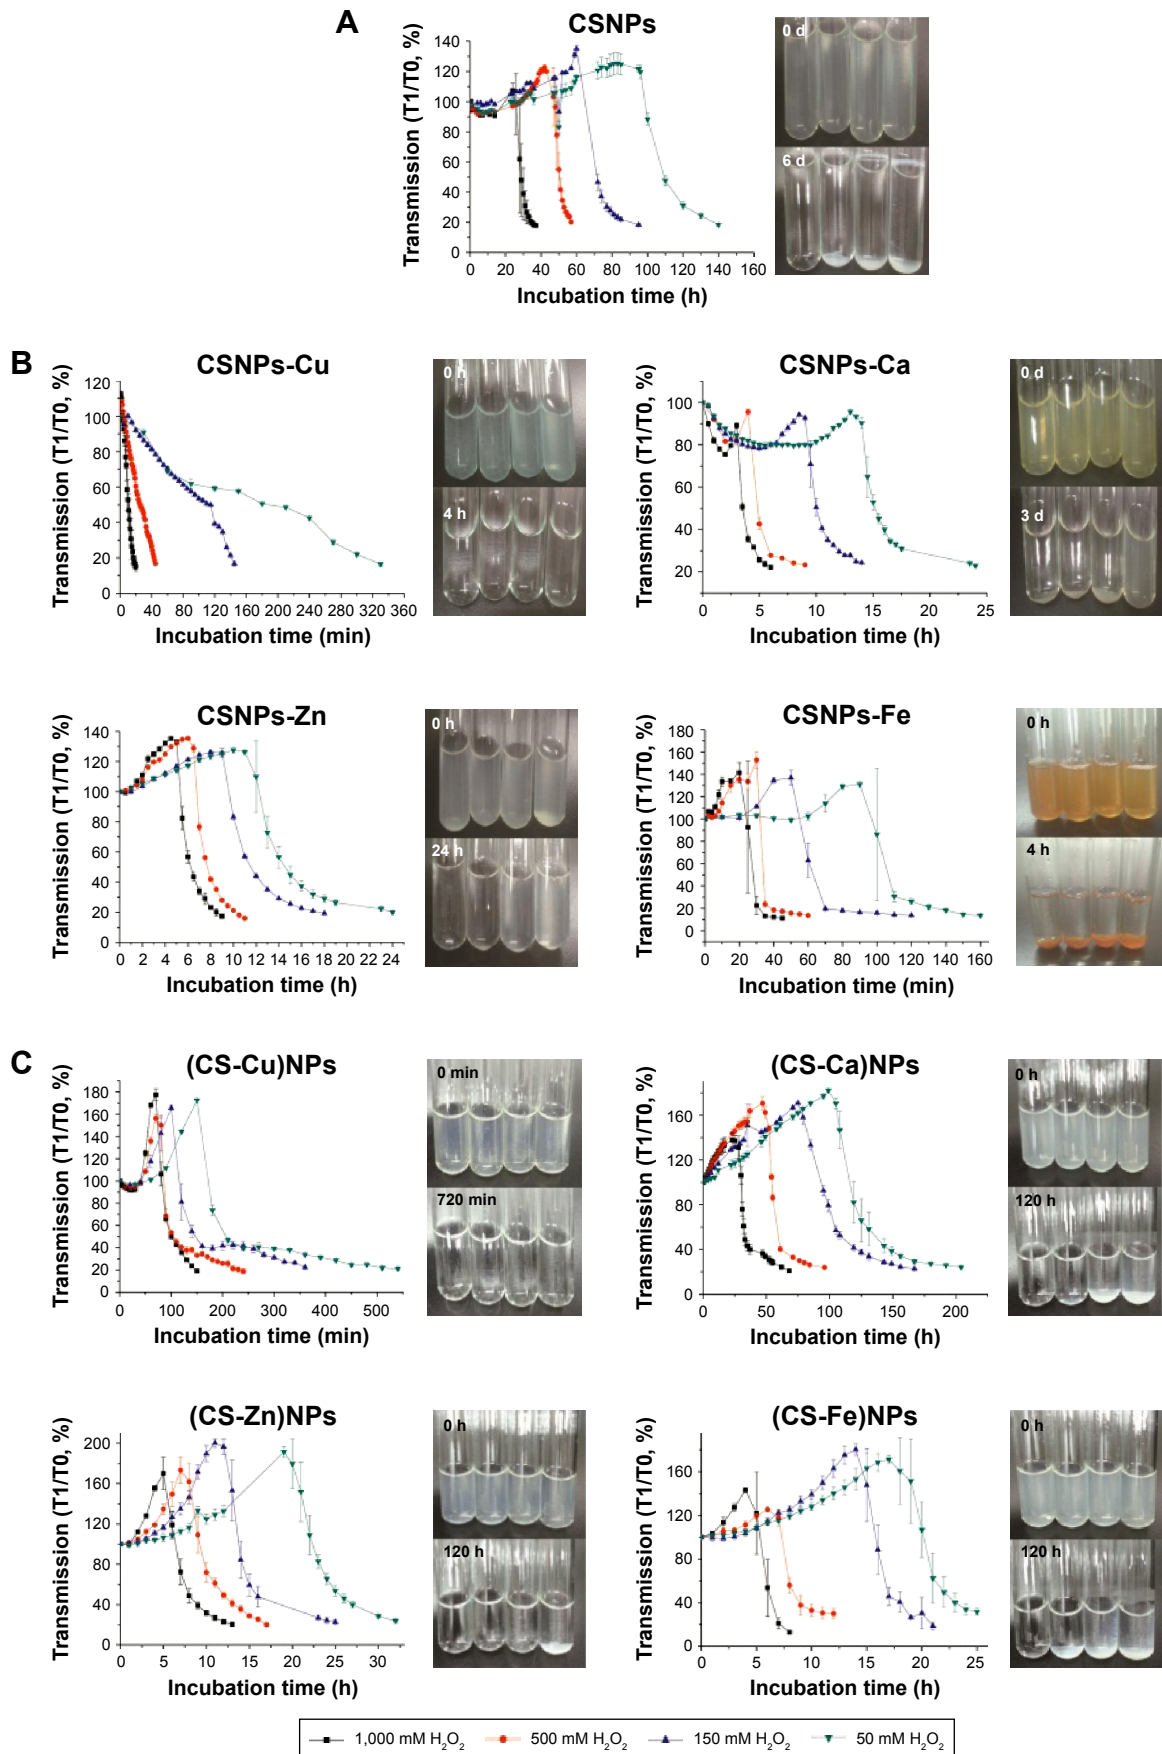 A
CSNPs
Transmission (T1/T0, %)
140
120
100
80
60
40
20
0
0 20 40 60 80 100 120 140 160
Incubation time (h)
0 d
6 d
B
CSNPs-Cu
Transmission (T1/T0, %)
120
100
80
60
40
20
0
0 40 80 120 160 200 240 280 330 360
Incubation time (min)
0 h
4 h
CSNPs-Ca
Transmission (T1/T0, %)
100
80
60
40
20
0 5 10 15 20 25
Incubation time (h)
0 d
3 d
CSNPs-Zn
Transmission (T1/T0, %)
140
120
100
80
60
40
20
0
0 2 4 6 8 10 12 14 16 18 22 24
Incubation time (h)
0 h
24 h
CSNPs-Fe
Transmission (T1/T0, %)
180
160
140
120
100
80
60
40
20
0
0 20 40 60 80 100 120 140 160
Incubation time (min)
0 h
4 h
C
(CS-Cu)NPs
Transmission (T1/T0, %)
180
160
140
120
100
80
60
40
20
0
0 100 200 300 400 500
Incubation time (min)
0 min
720 min
(CS-Ca)NPs
Transmission (T1/T0, %)
160
120
80
40
0
0 50 100 150 200
Incubation time (h)
0 h
120 h
(CS-Zn)NPs
Transmission (T1/T0, %)
200
160
120
80
40
0
0 5 10 15 20 25 30
Incubation time (h)
0 h
120 h
(CS-Fe)NPs
Transmission (T1/T0, %)
160
120
80
40
0
0 5 10 15 20 25
Incubation time (h)
0 h
120 h
1,000 mM H₂O₂ 500 mM H₂O₂ 150 mM H₂O₂ 50 mM H₂O₂